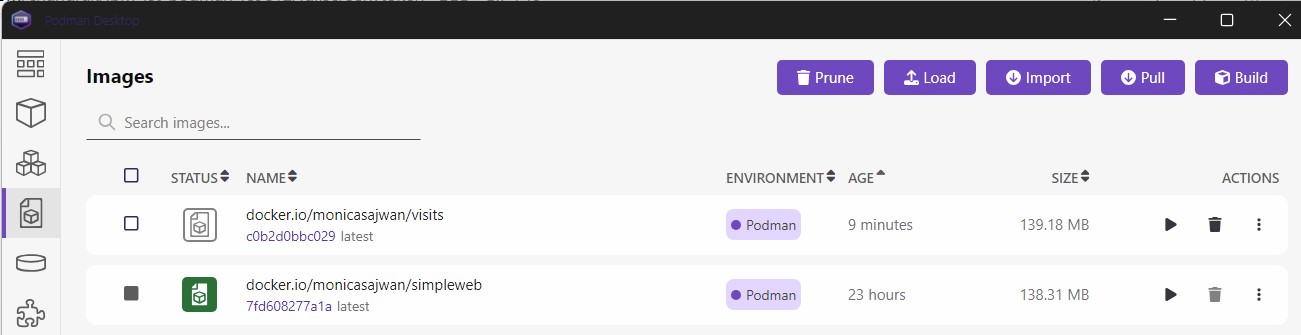 Podman Desktop
Images
Prune Load Import Pull Build
Search images...
STATUS NAME ENVIRONMENT AGE SIZE ACTIONS
docker.io/monicasajwan/visits
c0b2d0bbc029 latest
Podman 9 minutes 139.18 MB
docker.io/monicasajwan/simpleweb
7fd608277a1a latest
Podman 23 hours 138.31 MB